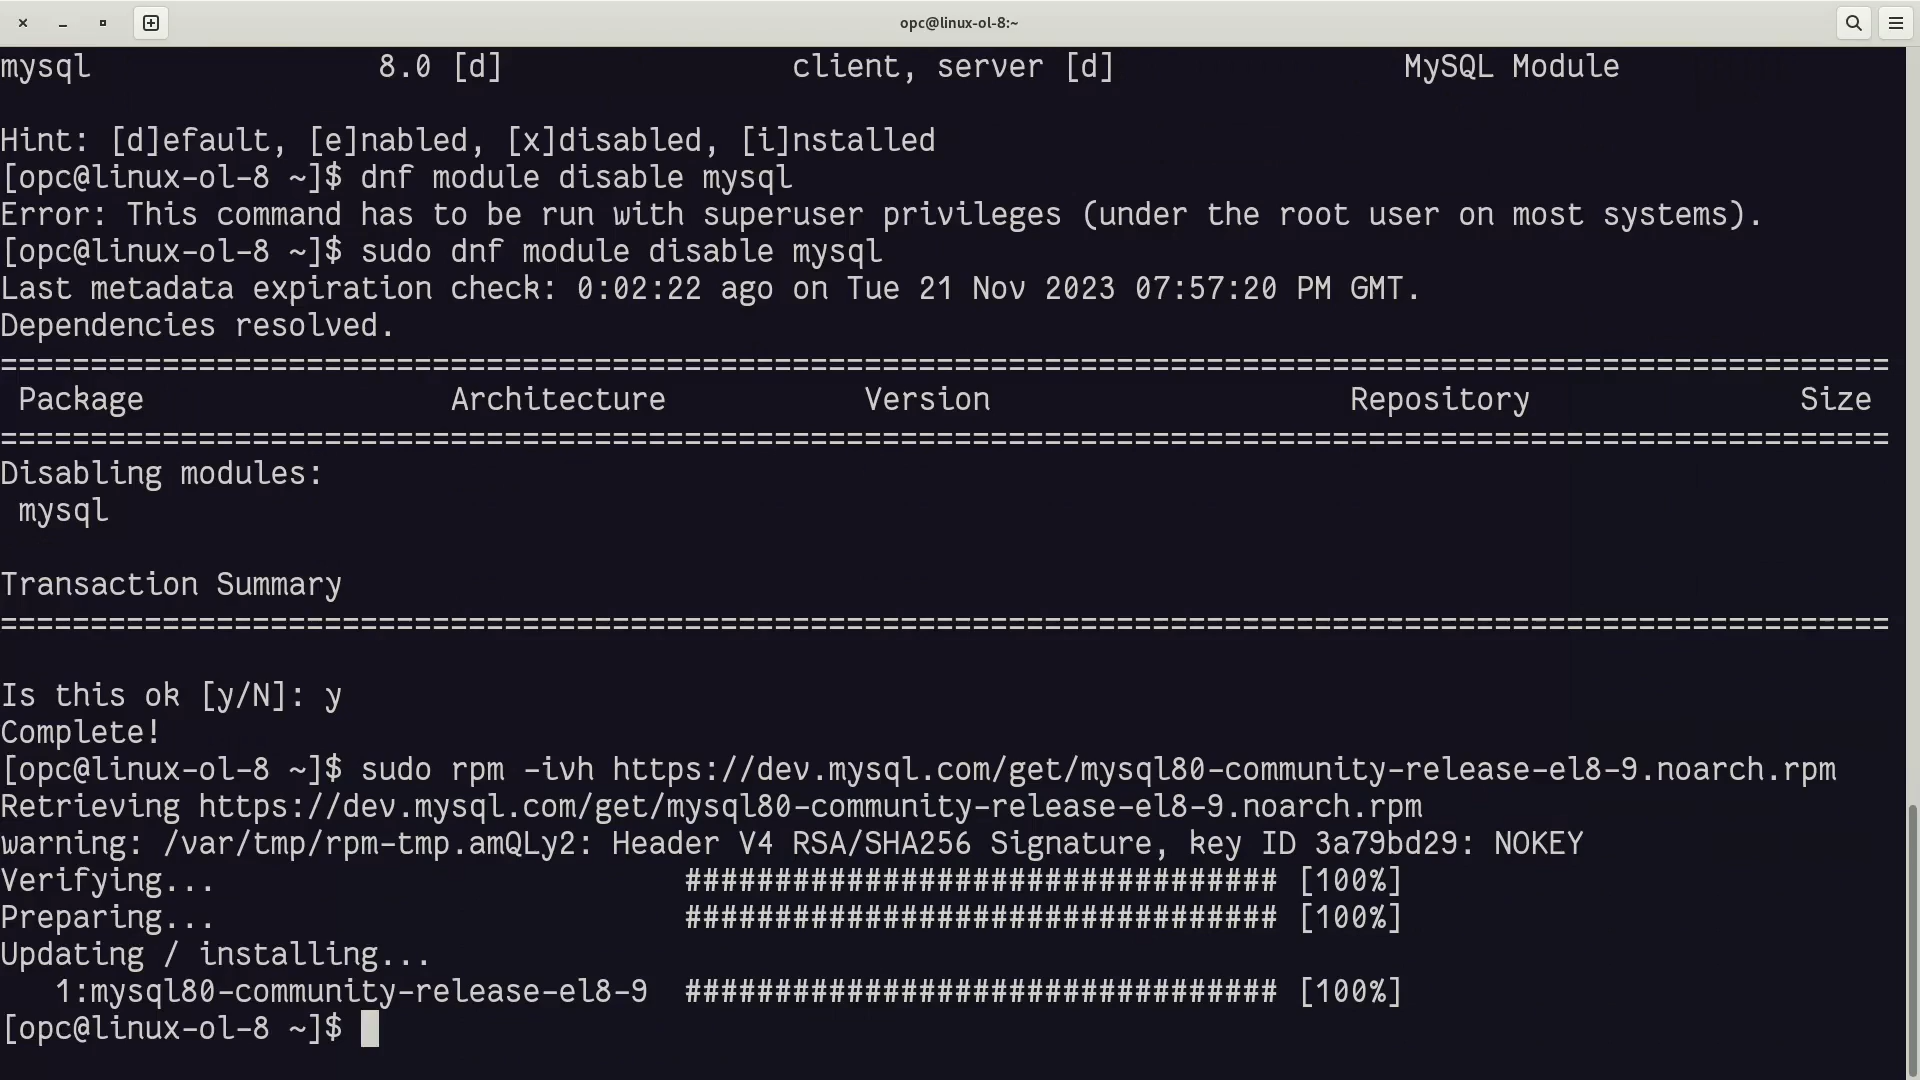 opc@linux-ol-8:~
mysql 8.0 [d] client, server [d] MySQL Module
Hint: [d]efault, [e]nabled, [x]disabled, [i]nstalled
[opc@linux-ol-8 ~]$ dnf module disable mysql
Error: This command has to be run with superuser privileges (under the root user on most systems).
[opc@linux-ol-8 ~]$ sudo dnf module disable mysql
Last metadata expiration check: 0:02:22 ago on Tue 21 Nov 2023 07:57:20 PM GMT.
Dependencies resolved.
=========================================================================================================
Package Architecture Version Repository Size
=========================================================================================================
Disabling modules:
mysql
Transaction Summary
=========================================================================================================
Is this ok [y/N]: y
Complete!
[opc@linux-ol-8 ~]$ sudo rpm -ivh https://dev.mysql.com/get/mysql80-community-release-el8-9.noarch.rpm
Retrieving https://dev.mysql.com/get/mysql80-community-release-el8-9.noarch.rpm
warning: /var/tmp/rpm-tmp.amQLy2: Header V4 RSA/SHA256 Signature, key ID 3a79bd29: NOKEY
Verifying... ################################# [100%]
Preparing... ################################# [100%]
Updating / installing...
1:mysql80-community-release-el8-9 ################################# [100%]
[opc@linux-ol-8 ~]$